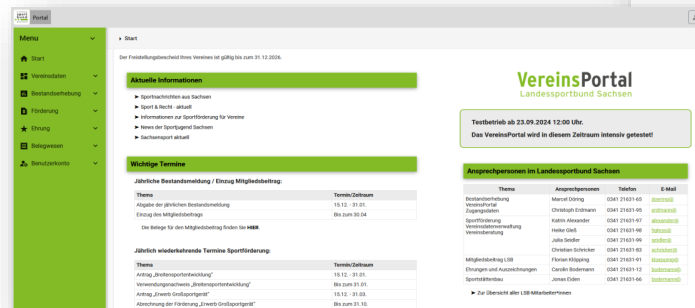 Portal
Menu
Start
Vereinsdaten
Bestandserhebung
Förderung
Ehrung
Belegwesen
Benutzerkonto
Start
Der Freistellungsbescheid Ihres Vereines ist gültig bis zum 31.12.2026.
Aktuelle Informationen
► Sportnachrichten aus Sachsen
► Sport & Recht - aktuell
► Informationen zur Sportförderung für Vereine
► News der Sportjugend Sachsen
► Sachsensport aktuell
Wichtige Termine
Jährliche Bestandsmeldung / Einzug Mitgliedsbeitrag:
Thema Termin/Zeitraum
Abgabe der jährlichen Bestandsmeldung 15.12. - 31.01.
Einzug des Mitgliedsbeitrags Bis zum 30.04
Die Belege für den Mitgliedsbeitrag finden Sie HIER.
Jährlich wiederkehrende Termine Sportförderung:
Thema Termin/Zeitraum
Antrag „Breitensportentwicklung“ 15.12. - 31.01.
Verwendungsnachweis „Breitensportentwicklung“ Bis zum 31.01.
Antrag „Erwerb Großsportgerät“ 15.12. - 31.03.
Abrechnung der Förderung „Erwerb Großsportgerät“ Bis zum 31.10.
VereinsPortal
Landessportbund Sachsen
Testbetrieb ab 23.09.2024 12:00 Uhr.
Das VereinsPortal wird in diesem Zeitraum intensiv getestet!
Ansprechpersonen im Landessportbund Sachsen
Thema Ansprechpersonen Telefon E-Mail
Bestandserhebung Marcel Döring 0341 21631-65 doering@
VereinsPortal
Zugangsdaten Christoph Erdmann 0341 21631-95 erdmann@
Sportförderung Katrin Alexander 0341 21631-97 alexander@
Vereinsdatenverwaltung
Vereinsberatung Heike Gleß 0341 21631-98
Julia Seidler 0341 21631-99 seidler@
Christian Schricker 0341 21631-83 schricker@
Mitgliedsbeitrag LSB Florian Khipping 0341 21631-91
Ehrungen und Auszeichnungen Carolin Bodemann 0341 21631-12 bodemann@
Sportstättenbau Jonas Eiden 0341 21631-66
► Zur Übersicht aller LSB-Mitarbeiter*innen